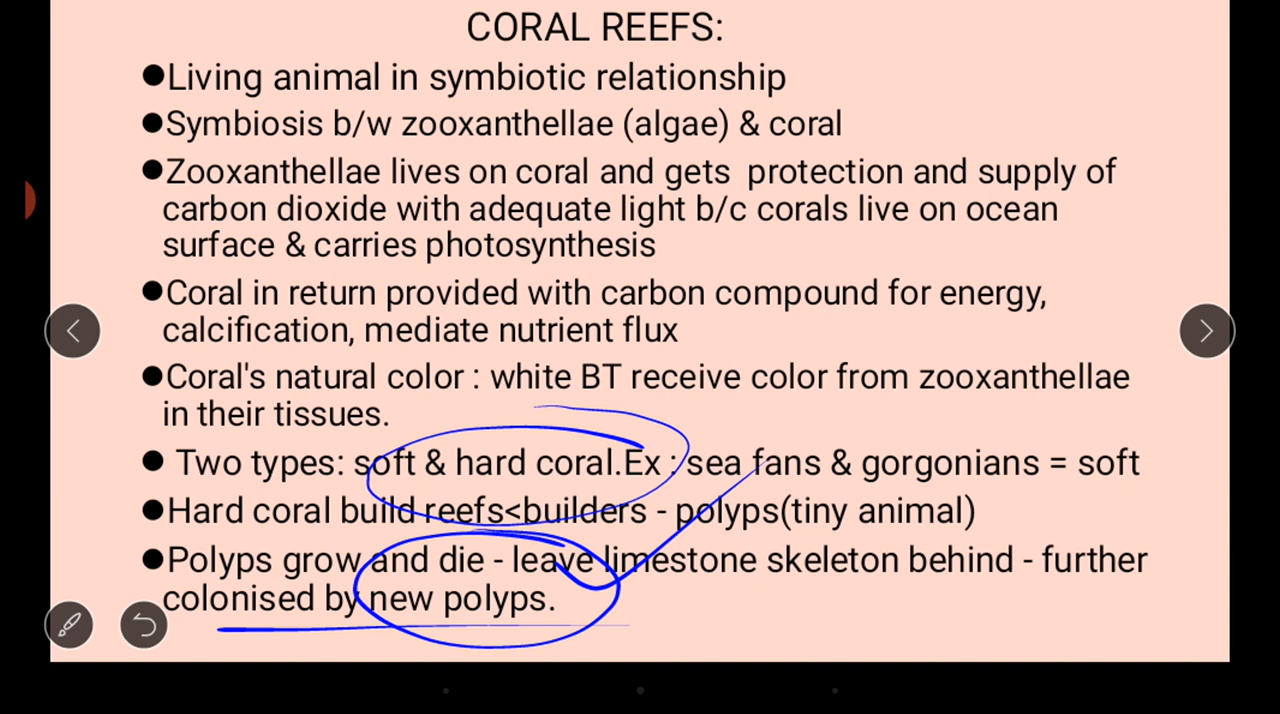 CORAL REEFS:
●Living animal in symbiotic relationship
●Symbiosis b/w zooxanthellae (algae) & coral
●Zooxanthellae lives on coral and gets protection and supply of
carbon dioxide with adequate light b/c corals live on ocean
surface & carries photosynthesis
●Coral in return provided with carbon compound for energy,
calcification, mediate nutrient flux
●Coral's natural color : white BT receive color from zooxanthellae
in their tissues.
● Two types: soft & hard coral.Ex : sea fans & gorgonians = soft
●Hard coral build reefs<builders - polyps(tiny animal)
●Polyps grow and die - leave limestone skeleton behind - further
colonised by new polyps.